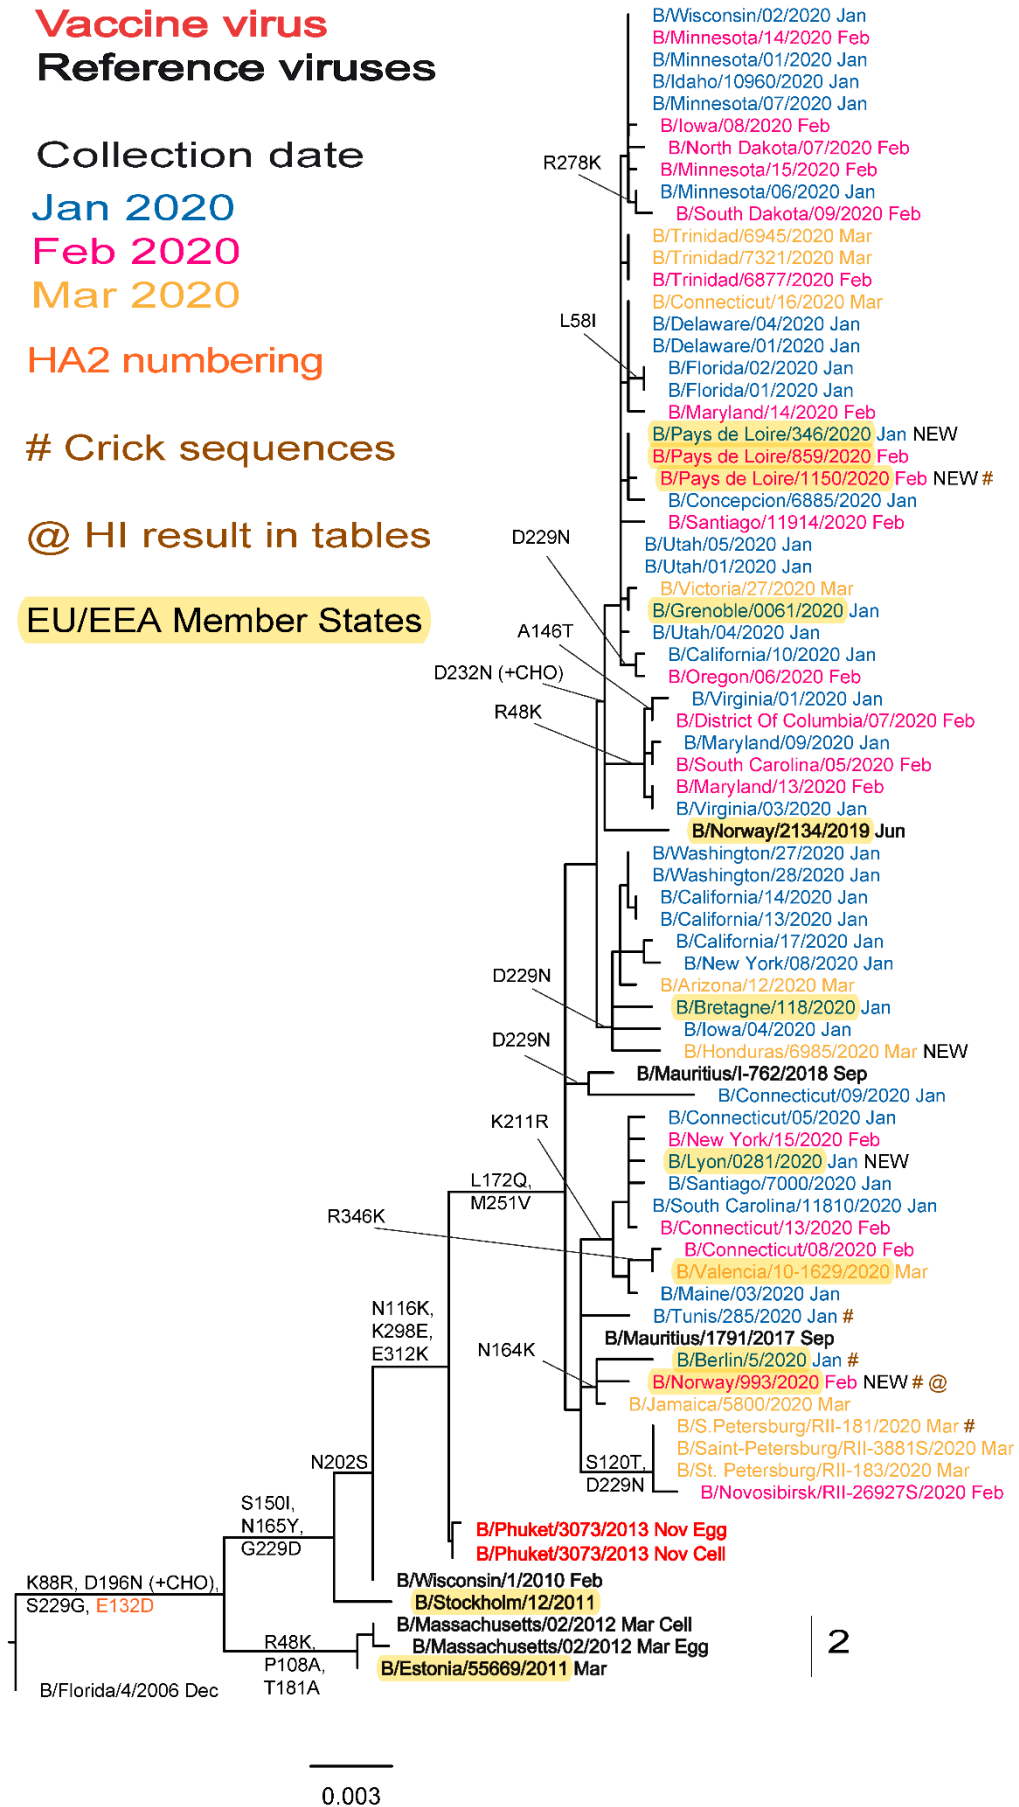 Vaccine virus
Reference viruses
Collection date
Jan 2020
Feb 2020
Mar 2020
HA2 numbering
# Crick sequences
@ HI result in tables
EU/EEA Member States
B/Wisconsin/02/2020 Jan
B/Minnesota/14/2020 Feb
B/Minnesota/01/2020 Jan
B/Idaho/10960/2020 Jan
B/Minnesota/07/2020 Jan
B/Iowa/08/2020 Feb
B/North Dakota/07/2020 Feb
R278K
B/Minnesota/15/2020 Feb
B/Minnesota/06/2020 Jan
B/South Dakota/09/2020 Feb
B/Trinidad/6945/2020 Mar
B/Trinidad/7321/2020 Mar
B/Trinidad/6877/2020 Feb
B/Connecticut/16/2020 Mar
L58I
B/Delaware/04/2020 Jan
B/Delaware/01/2020 Jan
B/Florida/02/2020 Jan
B/Florida/01/2020 Jan
B/Maryland/14/2020 Feb
B/Pays de Loire/346/2020 Jan NEW
B/Pays de Loire/859/2020 Feb
B/Pays de Loire/1150/2020 Feb NEW #
B/Concepcion/6885/2020 Jan
B/Santiago/11914/2020 Feb
D229N
B/Utah/05/2020 Jan
B/Utah/01/2020 Jan
B/Victoria/27/2020 Mar
B/Grenoble/0061/2020 Jan
A146T
B/Utah/04/2020 Jan
B/California/10/2020 Jan
D232N (+CHO)
B/Oregon/06/2020 Feb
B/Virginia/01/2020 Jan
R48K
B/District Of Columbia/07/2020 Feb
B/Maryland/09/2020 Jan
B/South Carolina/05/2020 Feb
B/Maryland/13/2020 Feb
B/Virginia/03/2020 Jan
B/Norway/2134/2019 Jun
B/Washington/27/2020 Jan
B/Washington/28/2020 Jan
B/California/14/2020 Jan
B/California/13/2020 Jan
B/California/17/2020 Jan
B/New York/08/2020 Jan
D229N
B/Arizona/12/2020 Mar
B/Bretagne/118/2020 Jan
B/Iowa/04/2020 Jan
D229N
B/Honduras/6985/2020 Mar NEW
B/Mauritius/I-762/2018 Sep
B/Connecticut/09/2020 Jan
K211R
B/Connecticut/05/2020 Jan
B/New York/15/2020 Feb
B/Lyon/0281/2020 Jan NEW
L172Q,
M251V
B/Santiago/7000/2020 Jan
B/South Carolina/11810/2020 Jan
R346K
B/Connecticut/13/2020 Feb
B/Connecticut/08/2020 Feb
B/Valencia/10-1629/2020 Mar
B/Maine/03/2020 Jan
N116K,
K298E,
E312K
B/Tunis/285/2020 Jan #
B/Mauritius/1791/2017 Sep
N164K
B/Berlin/5/2020 Jan #
B/Norway/993/2020 Feb NEW # @
B/Jamaica/5800/2020 Mar
B/S.Petersburg/RII-181/2020 Mar #
B/Saint-Petersburg/RII-3881S/2020 Mar
N202S
S120T,
D229N
B/St. Petersburg/RII-183/2020 Mar
B/Novosibirsk/RII-26927S/2020 Feb
S150I,
N165Y,
G229D
B/Phuket/3073/2013 Nov Egg
B/Phuket/3073/2013 Nov Cell
B/Wisconsin/1/2010 Feb
K88R, D196N (+CHO),
S229G, E132D
B/Stockholm/12/2011
B/Massachusetts/02/2012 Mar Cell
B/Massachusetts/02/2012 Mar Egg
2
R48K,
P108A,
T181A
B/Estonia/55669/2011 Mar
B/Florida/4/2006 Dec
0.003